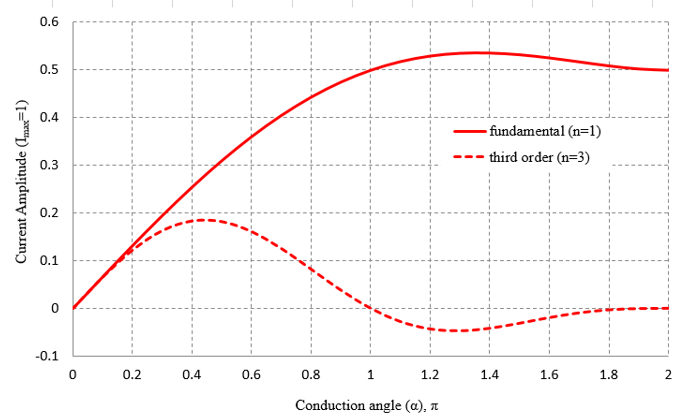 0.6
0.5
0.4
0.3
0.2
0.1
0
-0.1
Current Amplitude (Imax=1)
fundamental (n=1)
third order (n=3)
0 0.2 0.4 0.6 0.8 1 1.2 1.4 1.6 1.8 2
Conduction angle (α), π